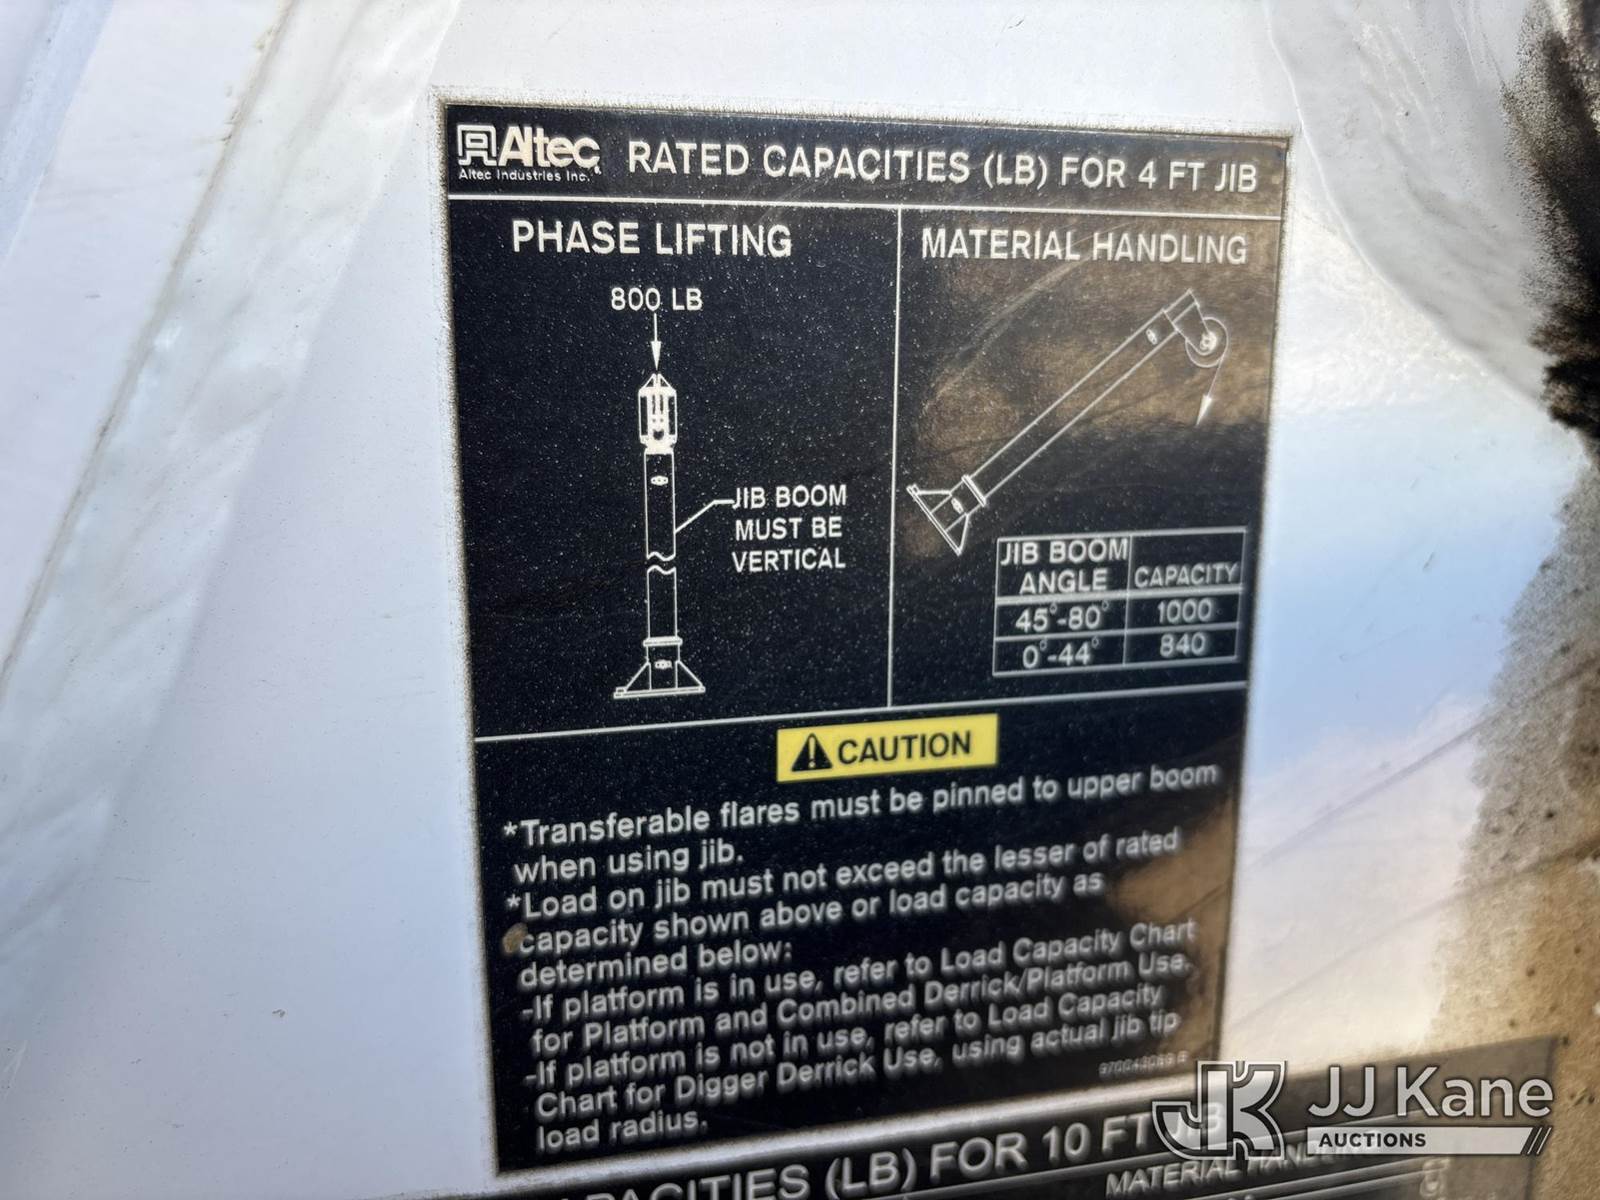 Altec
Altec Industries Inc.
RATED CAPACITIES (LB) FOR 4 FT JIB
PHASE LIFTING
800 LB
JIB BOOM
MUST BE
VERTICAL
MATERIAL HANDLING
JIB BOOM
ANGLE CAPACITY
45°-80° 1000
0°-44° 840
CAUTION
*Transferable flares must be pinned to upper boom
when using jib.
*Load on jib must not exceed the lesser of rated
capacity shown above or load capacity as
determined below:
-If platform is in use, refer to Load Capacity Chart
for Platform and Combined Derrick/Platform Use.
-If platform is not in use, refer to Load Capacity
Chart for Digger Derrick Use, using actual jib tip
load radius.
(LB) FOR 10 FT JIB
MATERIAL HANDLING
JK JJ Kane
AUCTIONS